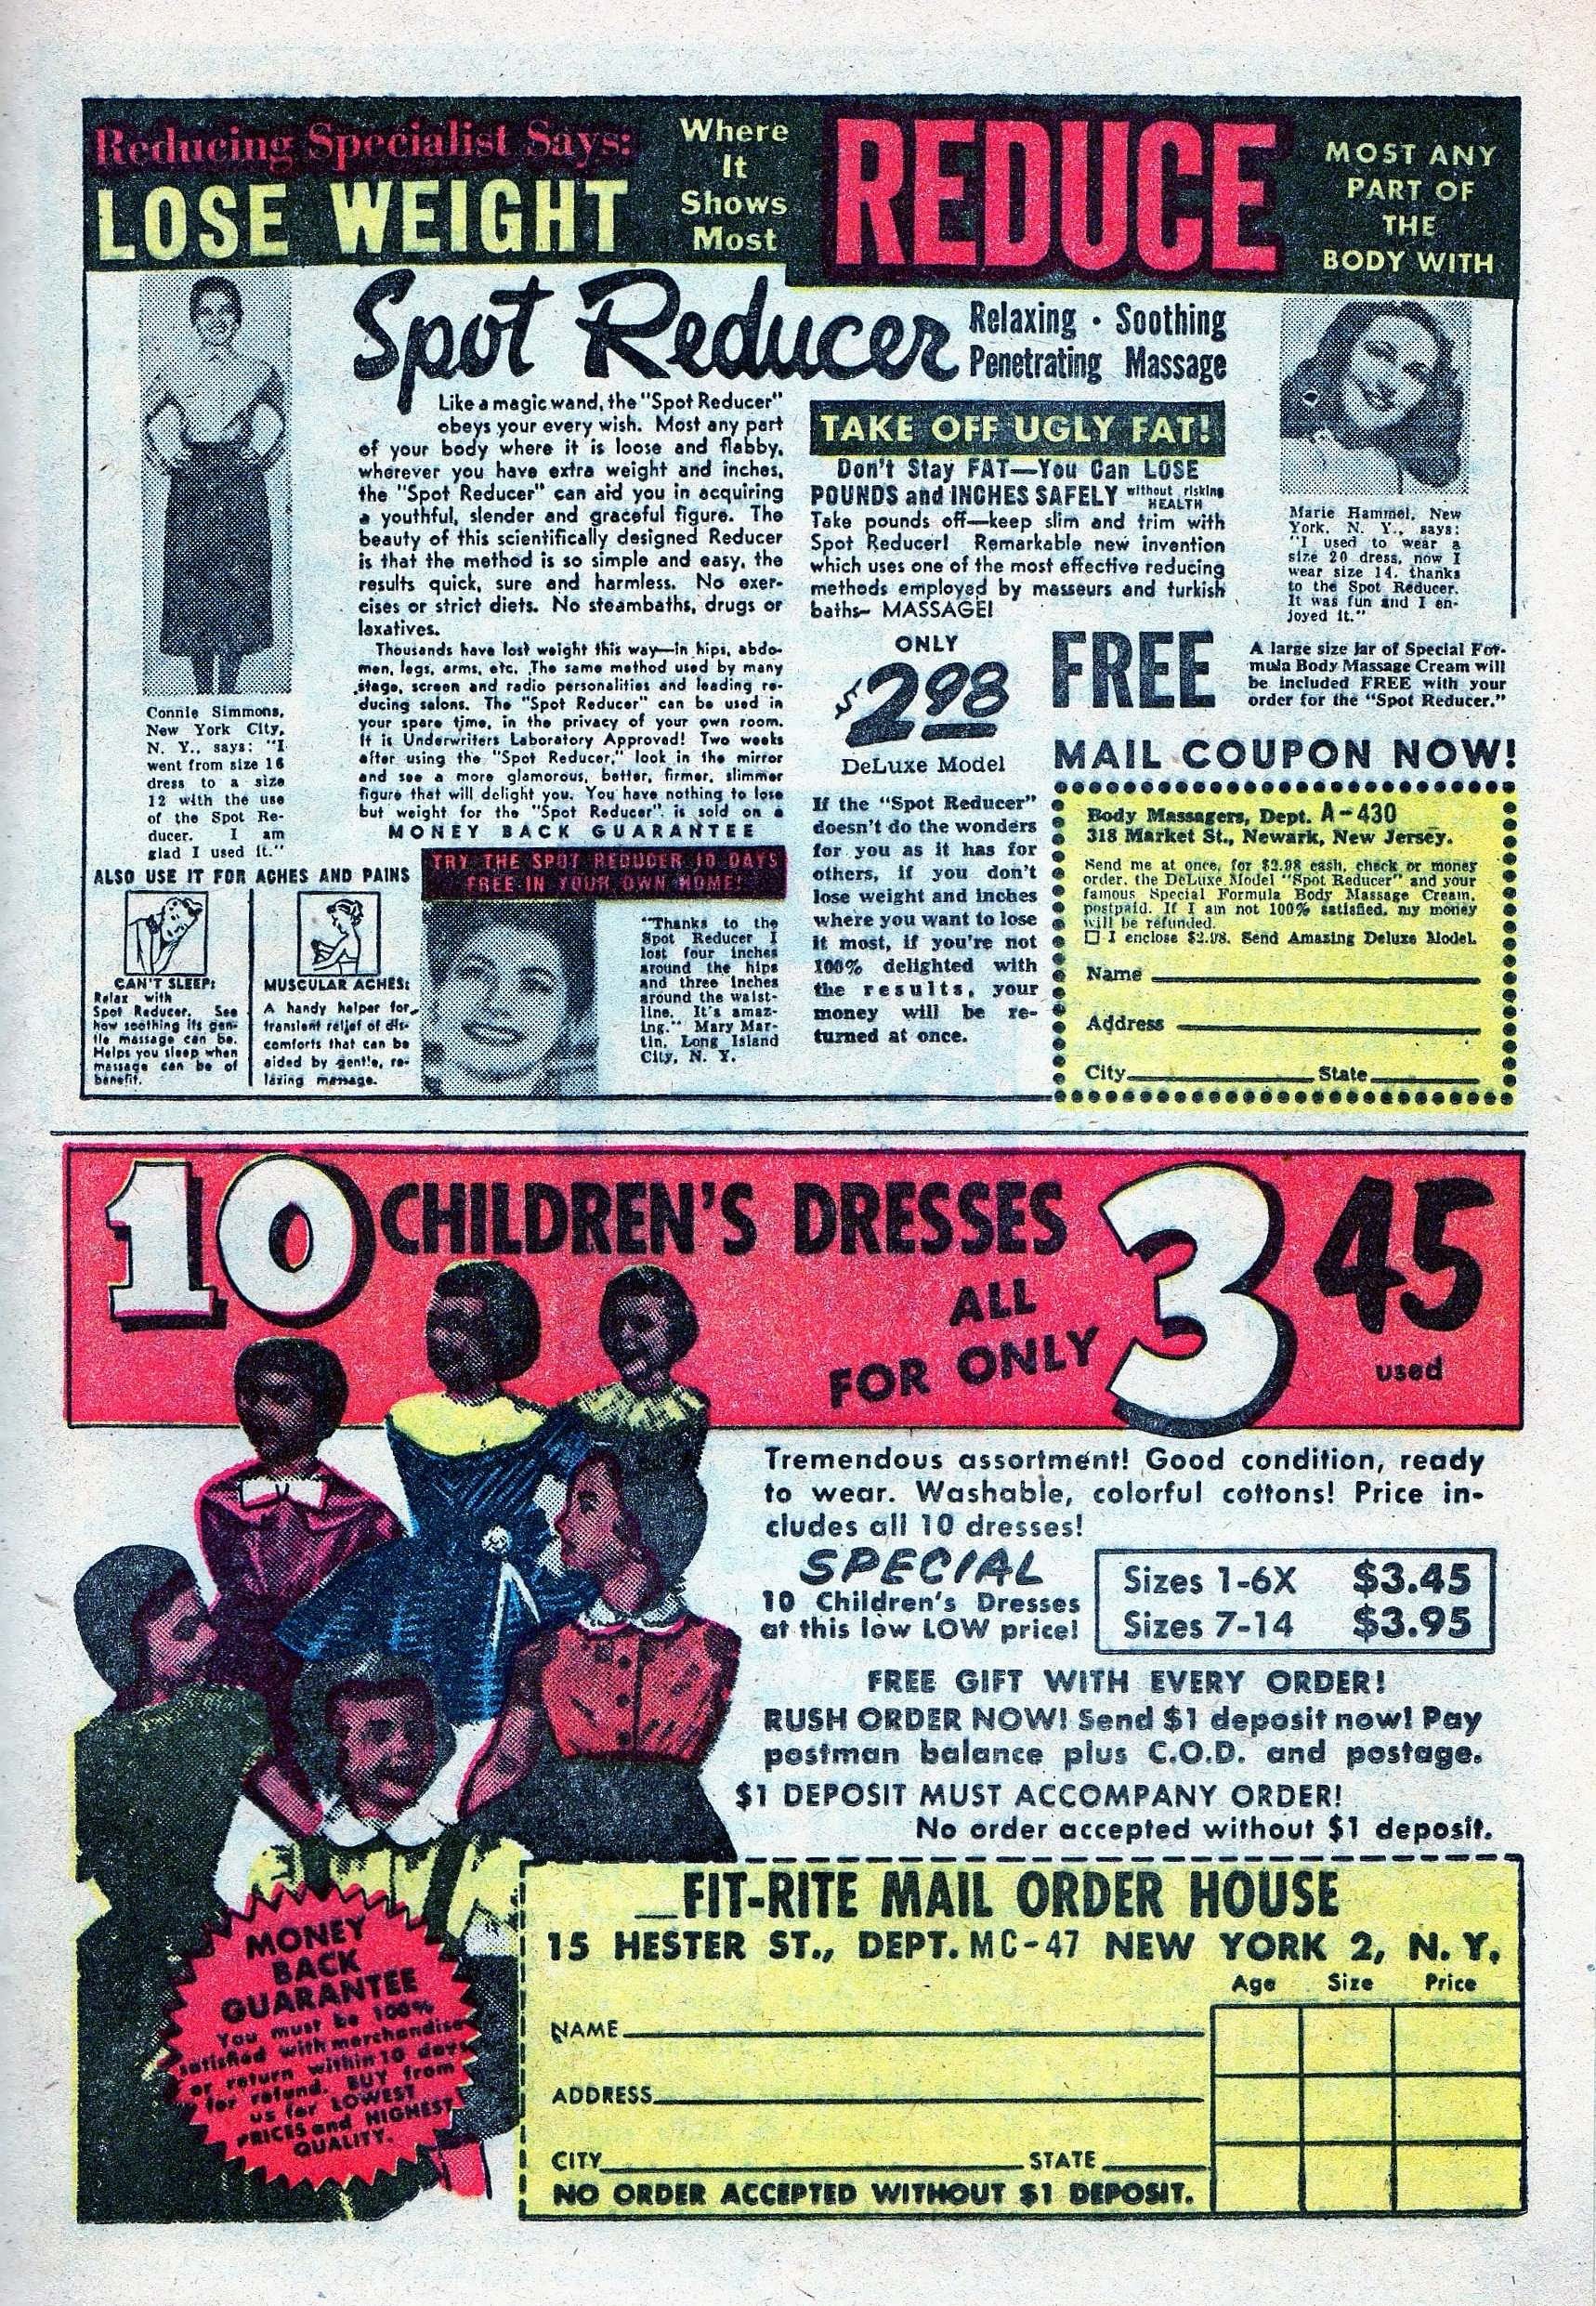 Reducing Specialist Says:
LOSE WEIGHT
Where
It
Shows
Most
REDUCE
MOST ANY
PART OF
THE
BODY WITH
Spot Reducer
Relaxing • Soothing
Penetrating Massage
Like a magic wand, the "Spot Reducer"
obeys your every wish. Most any part
of your body where it is loose and flabby,
wherever you have extra weight and inches,
the "Spot Reducer" can aid you in acquiring
a youthful, slender and graceful figure. The
beauty of this scientifically designed Reducer
is that the method is so simple and easy, the
results quick, sure and harmless. No exer-
cises or strict diets. No steambaths, drugs or
laxatives.
Thousands have lost weight this way—in hips, abdo-
men, legs, arms, etc. The same method used by many
stage, screen and radio personalities and leading re-
ducing salons. The "Spot Reducer" can be used in
your spare time, in the privacy of your own room.
It is Underwriters Laboratory Approved! Two weeks
after using the "Spot Reducer," look in the mirror
and see a more glamorous, better, firmer, slimmer
figure that will delight you. You have nothing to lose
but weight for the "Spot Reducer" is sold on a
MONEY BACK GUARANTEE
TRY THE SPOT REDUCER 10 DAYS
FREE IN YOUR OWN HOME!
Connie Simmons,
New York City,
N. Y., says: "I
went from size 16
dress to a size
12 with the use
of the Spot Re-
ducer. I am
glad I used it."
ALSO USE IT FOR ACHES AND PAINS
CAN'T SLEEP:
Relax with
Spot Reducer. See
how soothing its gen-
tle massage can be.
Helps you sleep when
massage can be of
benefit.
MUSCULAR ACHES:
A handy helper for
transient relief of dis-
comforts that can be
aided by gentle, re-
laxing massage.
"Thanks to the
Spot Reducer I
lost four inches
around the hips
and three inches
around the waist-
line. It's amaz-
ing." Mary Mar-
tin, Long Island
City, N. Y.
TAKE OFF UGLY FAT!
Don't Stay FAT—You Can LOSE
POUNDS and INCHES SAFELY without risking HEALTH
Take pounds off—keep slim and trim with
Spot Reducer! Remarkable new invention
which uses one of the most effective reducing
methods employed by masseurs and turkish
baths— MASSAGE!
ONLY
$2.98
DeLuxe Model
If the "Spot Reducer"
doesn't do the wonders
for you as it has for
others, if you don't
lose weight and inches
where you want to lose
it most, if you're not
100% delighted with
the results, your
money will be re-
turned at once.
Marie Hammel, New
York, N. Y., says:
"I used to wear a
size 20 dress, now I
wear size 14, thanks
to the Spot Reducer.
It was fun and I en-
joyed it."
FREE
A large size jar of Special For-
mula Body Massage Cream will
be included FREE with your
order for the "Spot Reducer."
MAIL COUPON NOW!
Body Massagers, Dept. A-430
318 Market St., Newark, New Jersey.
Send me at once, for $2.98 cash, check or money
order, the DeLuxe Model "Spot Reducer" and your
famous Special Formula Body Massage Cream,
postpaid. If I am not 100% satisfied, my money
will be refunded.
☐ I enclose $2.98. Send Amazing Deluxe Model.
Name
Address
City State
10 CHILDREN'S DRESSES
ALL
FOR ONLY
3 45
used
Tremendous assortment! Good condition, ready
to wear. Washable, colorful cottons! Price in-
cludes all 10 dresses!
SPECIAL
10 Children's Dresses
at this low LOW price!
Sizes 1-6X $3.45
Sizes 7-14 $3.95
FREE GIFT WITH EVERY ORDER!
RUSH ORDER NOW! Send $1 deposit now! Pay
postman balance plus C.O.D. and postage.
$1 DEPOSIT MUST ACCOMPANY ORDER!
No order accepted without $1 deposit.
MONEY
BACK
GUARANTEE
You must be 100%
satisfied with merchandise
or return within 10 days
for refund. BUY from
us for LOWEST
PRICES and HIGHEST
QUALITY.
FIT-RITE MAIL ORDER HOUSE
15 HESTER ST., DEPT. MC-47 NEW YORK 2, N. Y.
Age Size Price
NAME
ADDRESS
CITY STATE
NO ORDER ACCEPTED WITHOUT $1 DEPOSIT.